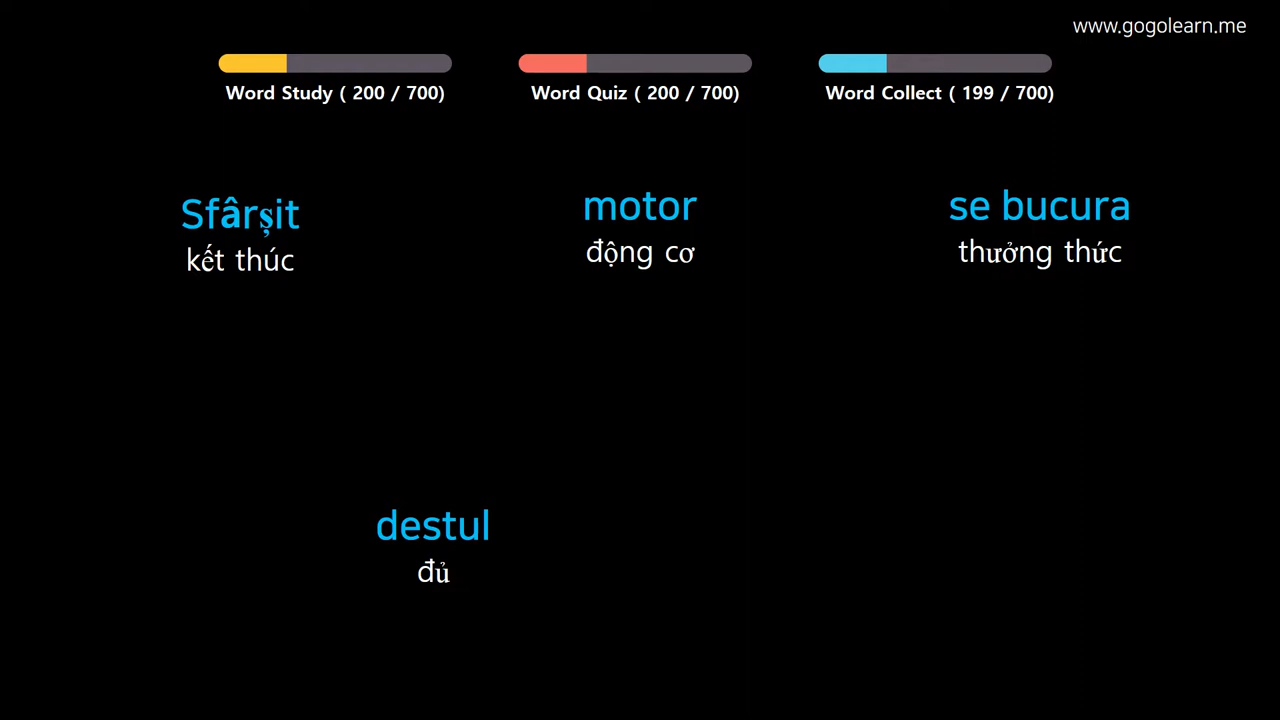 www.gogolearn.me
Word Study ( 200 / 700)
Word Quiz ( 200 / 700)
Word Collect ( 199 / 700)
Sfârșit
kết thúc
motor
động cơ
se bucura
thưởng thức
destul
đủ